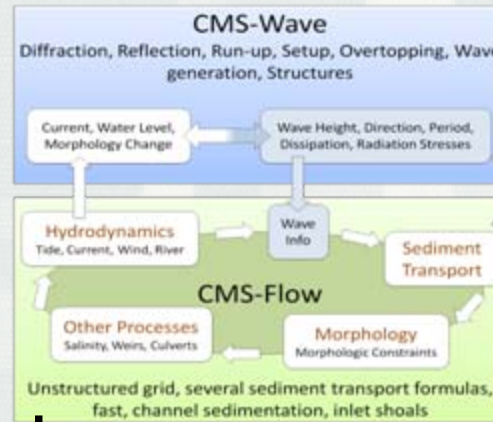 CMS-Wave
Diffraction, Reflection, Run-up, Setup, Overtopping, Wave
generation, Structures
Current, Water Level,
Morphology Change
Wave Height, Direction, Period,
Dissipation, Radiation Stresses
Hydrodynamics
Tide, Current, Wind, River
Wave
Info
Sediment
Transport
CMS-Flow
Other Processes
Salinity, Weirs, Culverts
Morphology
Morphologic Constraints
Unstructured grid, several sediment transport formulas,
fast, channel sedimentation, inlet shoals